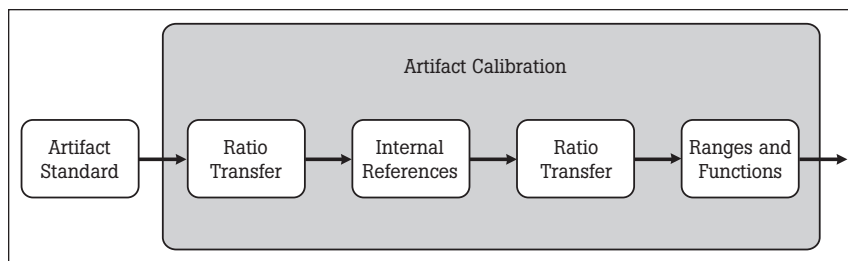 Artifact Calibration
Artifact
Standard
Ratio
Transfer
Internal
References
Ratio
Transfer
Ranges and
Functions